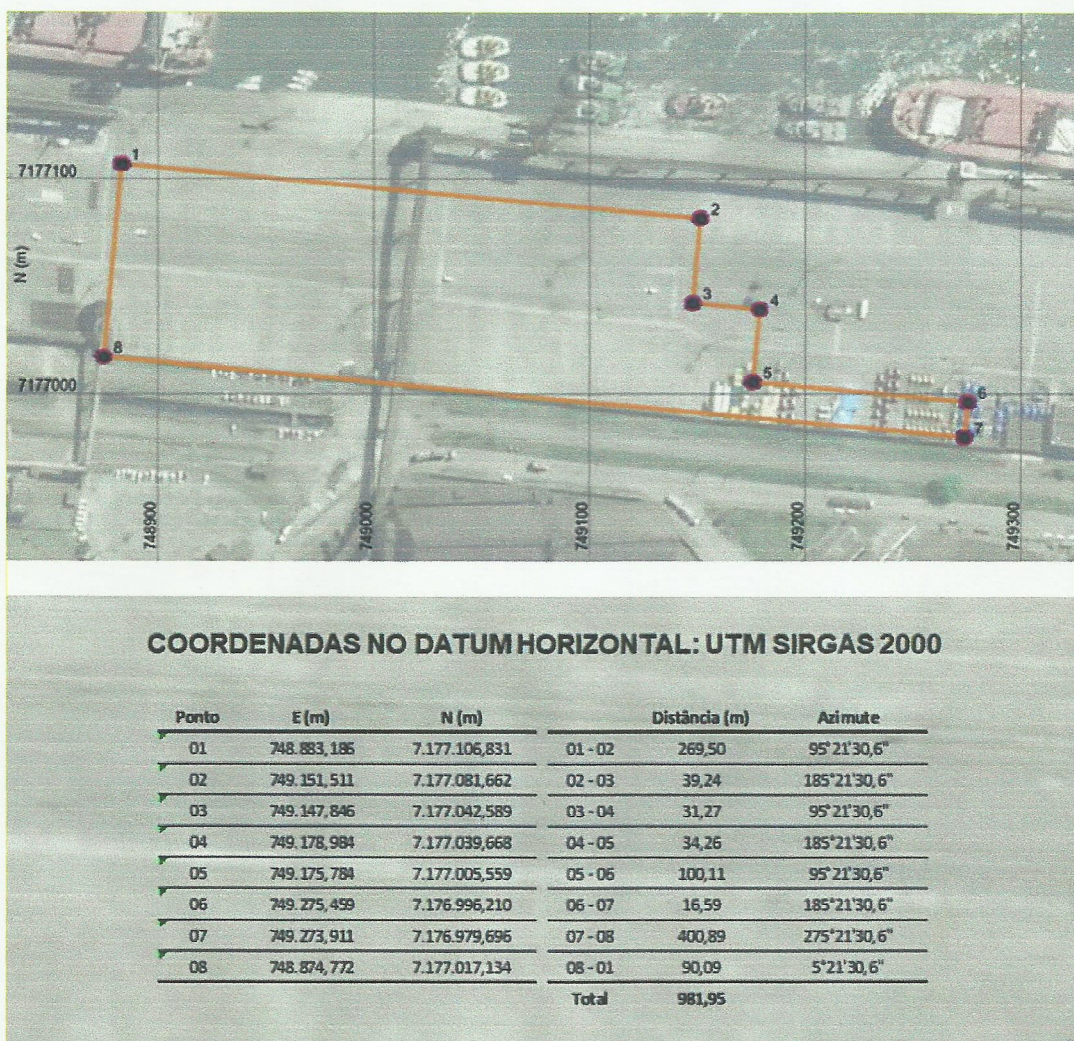 1
7177100
2
N (m)
3
4
8
7177000
5
6
7
748900
749000
749100
749200
749300
COORDENADAS NO DATUM HORIZONTAL: UTM SIRGAS 2000
Ponto E (m) N (m) Distância (m) Azimute
01 748.883,186 7.177.106,831 01 - 02 269,50 95°21'30,6"
02 749.151,511 7.177.081,662 02 - 03 39,24 185°21'30,6"
03 749.147,846 7.177.042,589 03 - 04 31,27 95°21'30,6"
04 749.178,984 7.177.039,668 04 - 05 34,26 185°21'30,6"
05 749.175,784 7.177.005,559 05 - 06 100,11 95°21'30,6"
06 749.275,459 7.176.996,210 06 - 07 16,59 185°21'30,6"
07 749.273,911 7.176.979,696 07 - 08 400,89 275°21'30,6"
08 748.874,772 7.177.017,134 08 - 01 90,09 5°21'30,6"
Total 981,95